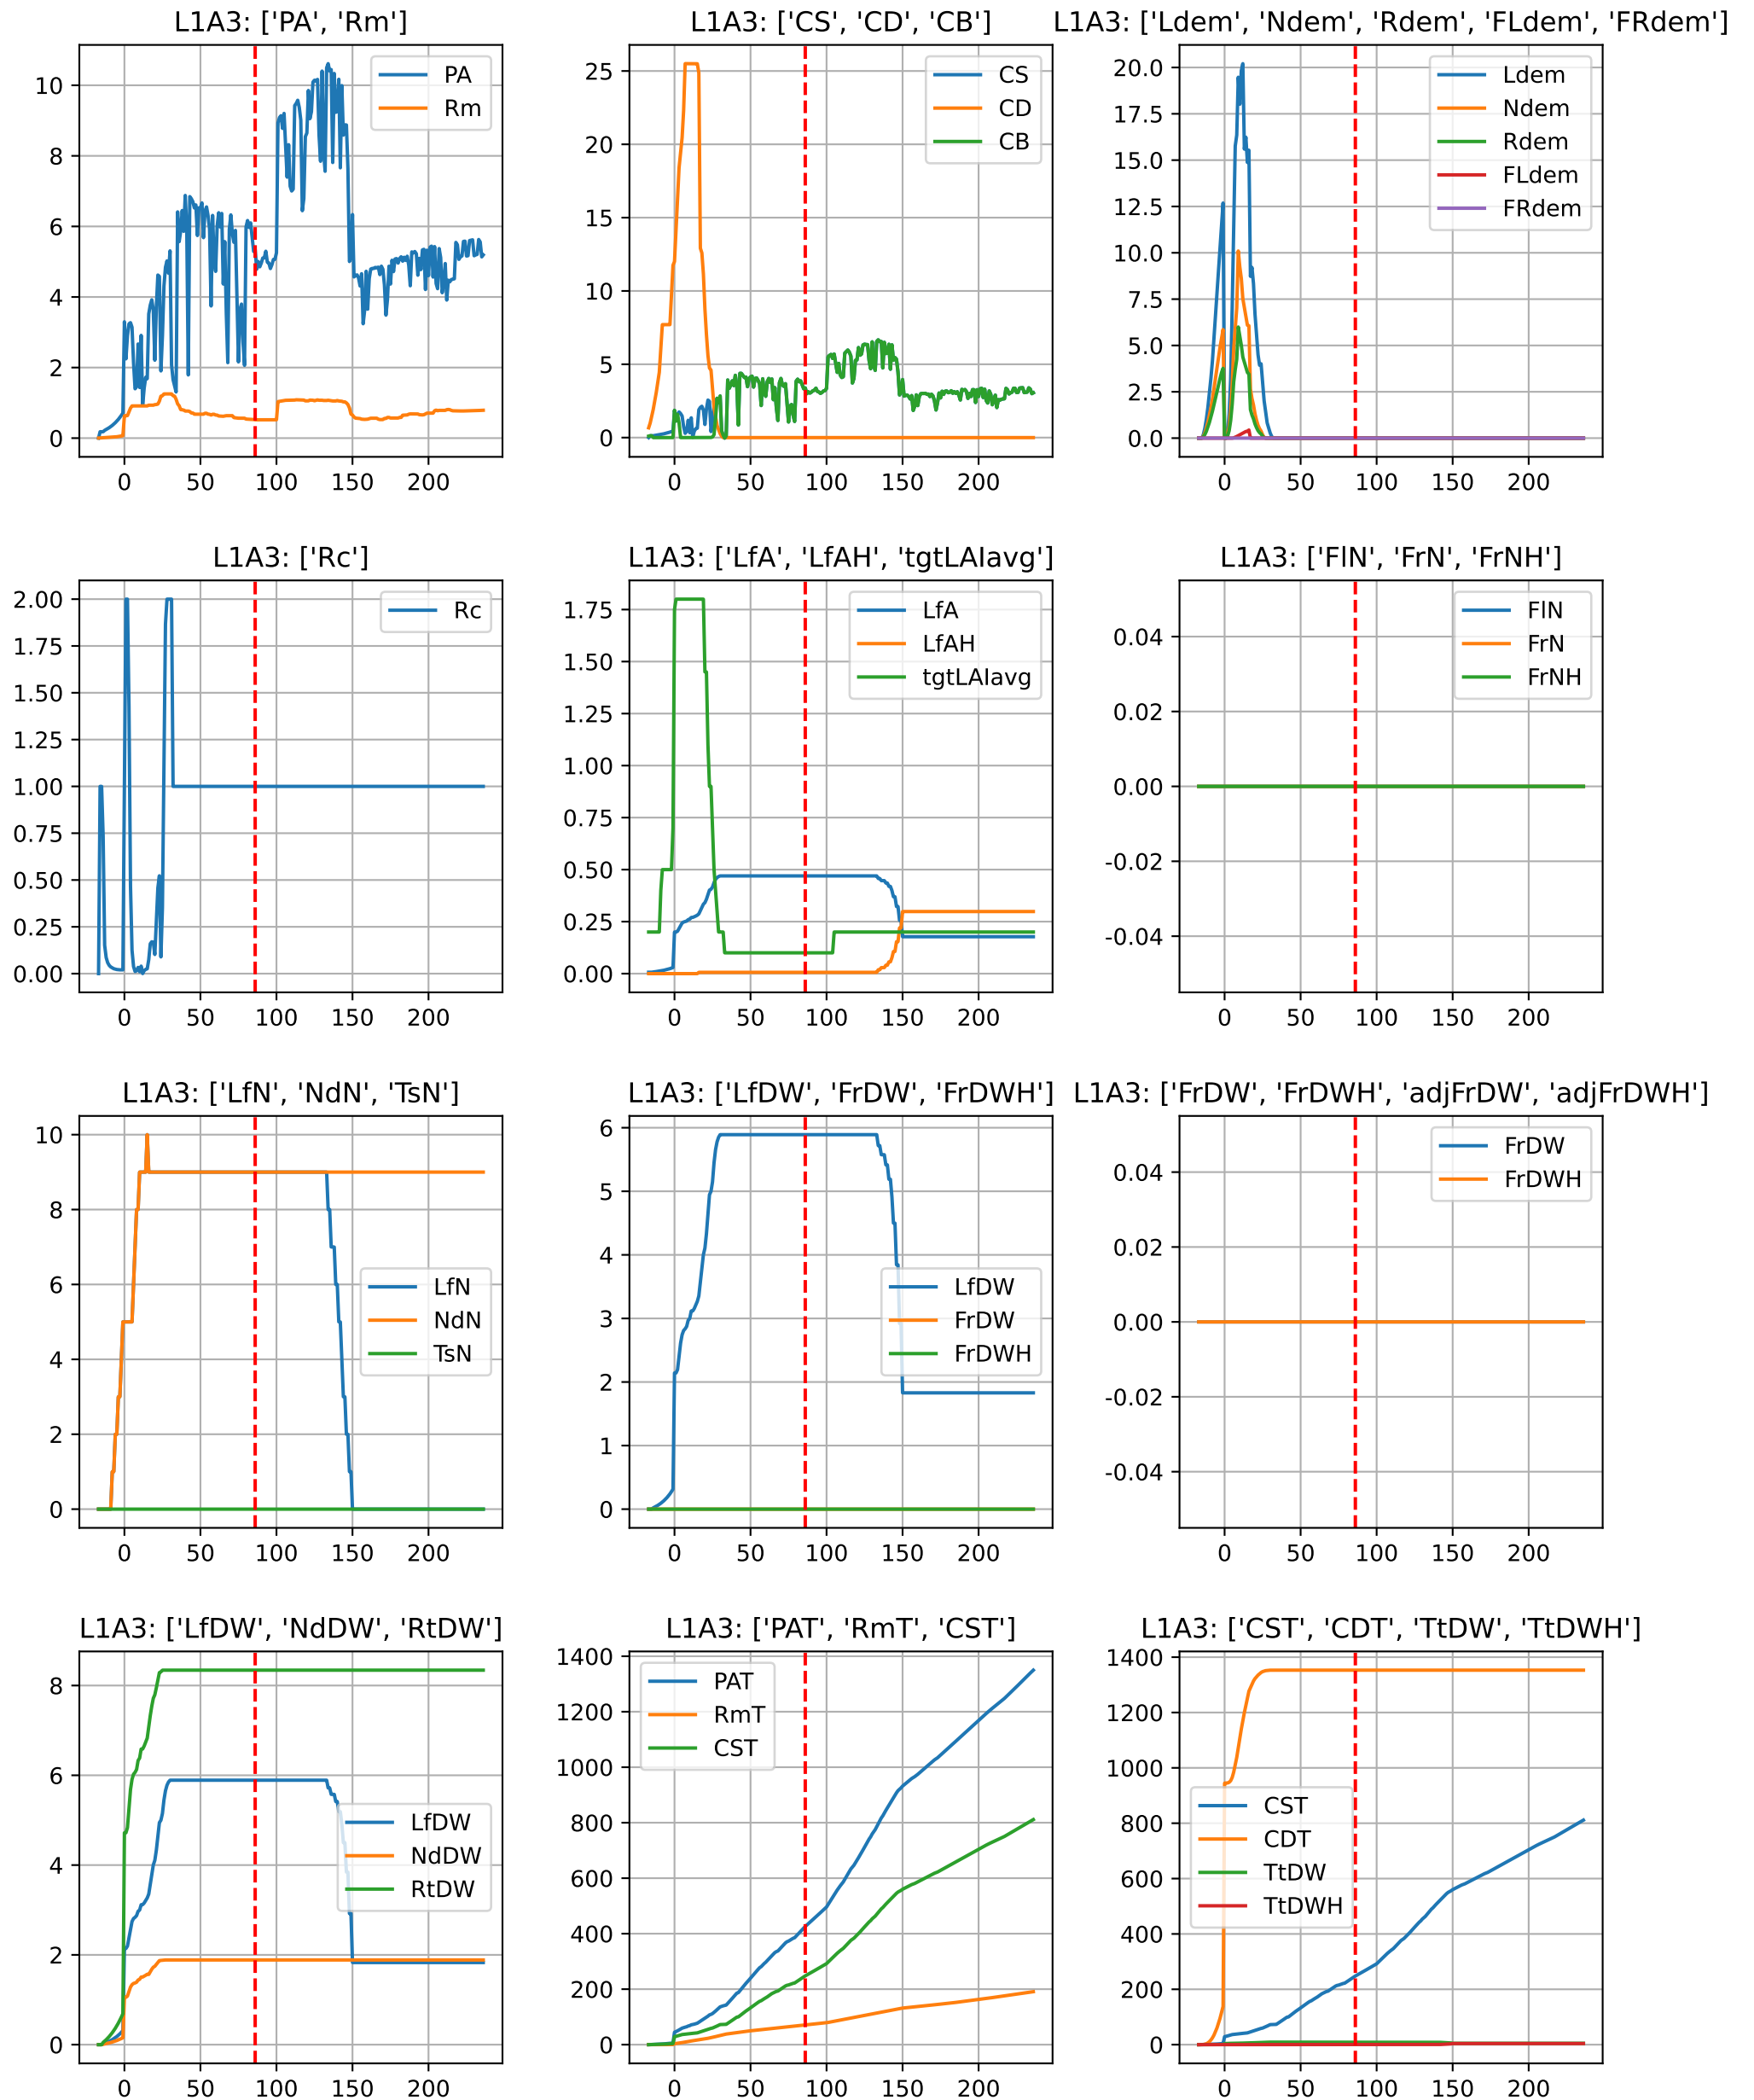 L1A3: ['PA', 'Rm']
10
8
6
4
2
0
0 50 100 150 200
PA
Rm
L1A3: ['CS', 'CD', 'CB']
25
20
15
10
5
0
0 50 100 150 200
CS
CD
CB
L1A3: ['Ldem', 'Ndem', 'Rdem', 'FLdem', 'FRdem']
20.0
17.5
15.0
12.5
10.0
7.5
5.0
2.5
0.0
0 50 100 150 200
Ldem
Ndem
Rdem
FLdem
FRdem
L1A3: ['Rc']
2.00
1.75
1.50
1.25
1.00
0.75
0.50
0.25
0.00
0 50 100 150 200
Rc
L1A3: ['LfA', 'LfAH', 'tgtLAIavg']
1.75
1.50
1.25
1.00
0.75
0.50
0.25
0.00
0 50 100 150 200
LfA
LfAH
tgtLAIavg
L1A3: ['FlN', 'FrN', 'FrNH']
0.04
0.02
0.00
-0.02
-0.04
0 50 100 150 200
FlN
FrN
FrNH
L1A3: ['LfN', 'NdN', 'TsN']
10
8
6
4
2
0
0 50 100 150 200
LfN
NdN
TsN
L1A3: ['LfDW', 'FrDW', 'FrDWH']
6
5
4
3
2
1
0
0 50 100 150 200
LfDW
FrDW
FrDWH
L1A3: ['FrDW', 'FrDWH', 'adjFrDW', 'adjFrDWH']
0.04
0.02
0.00
-0.02
-0.04
0 50 100 150 200
FrDW
FrDWH
L1A3: ['LfDW', 'NdDW', 'RtDW']
8
6
4
2
0
0 50 100 150 200
LfDW
NdDW
RtDW
L1A3: ['PAT', 'RmT', 'CST']
1400
1200
1000
800
600
400
200
0
0 50 100 150 200
PAT
RmT
CST
L1A3: ['CST', 'CDT', 'TtDW', 'TtDWH']
1400
1200
1000
800
600
400
200
0
0 50 100 150 200
CST
CDT
TtDW
TtDWH